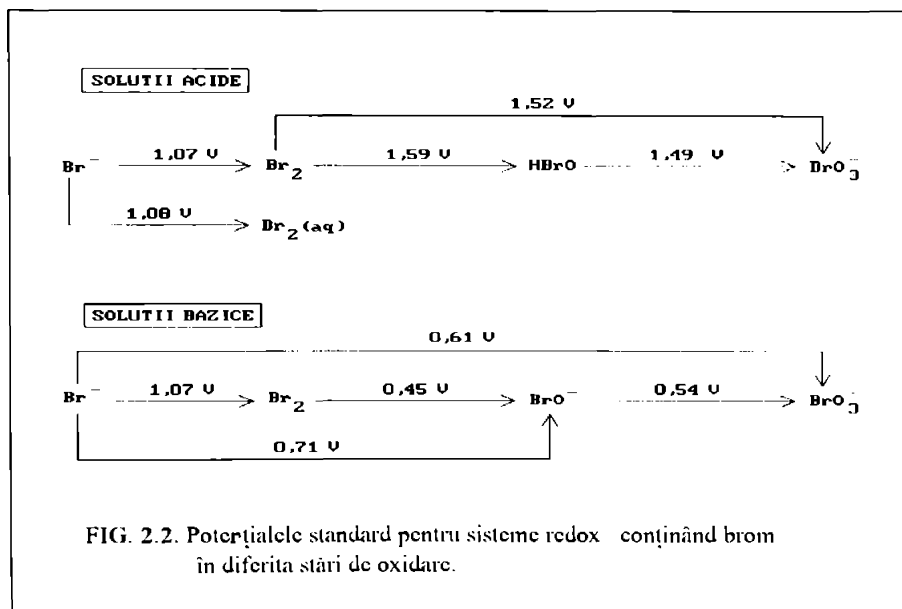 SOLUTII ACIDE
1,52 V
Br⁻ 1,07 V Br₂ 1,59 V HBrO 1,49 V BrO₃⁻
1,08 V Br₂(aq)
SOLUTII BAZICE
0,61 V
Br⁻ 1,07 V Br₂ 0,45 V BrO⁻ 0,54 V BrO₃⁻
0,71 V
FIG. 2.2. Potențialele standard pentru sisteme redox conținând brom
în diferita stări de oxidare.